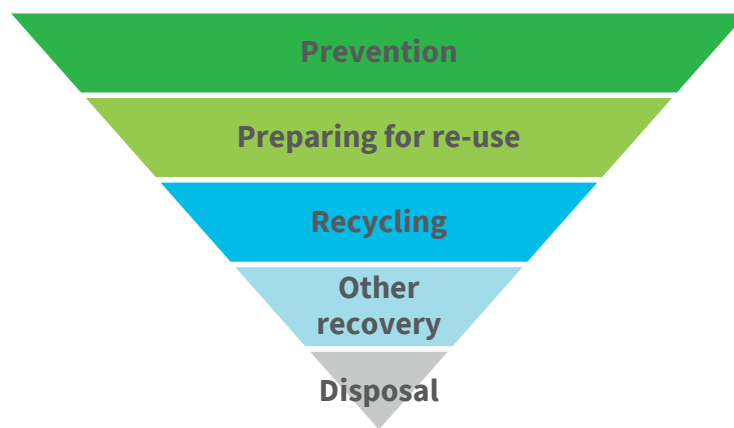 Prevention
Preparing for re-use
Recycling
Other
recovery
Disposal